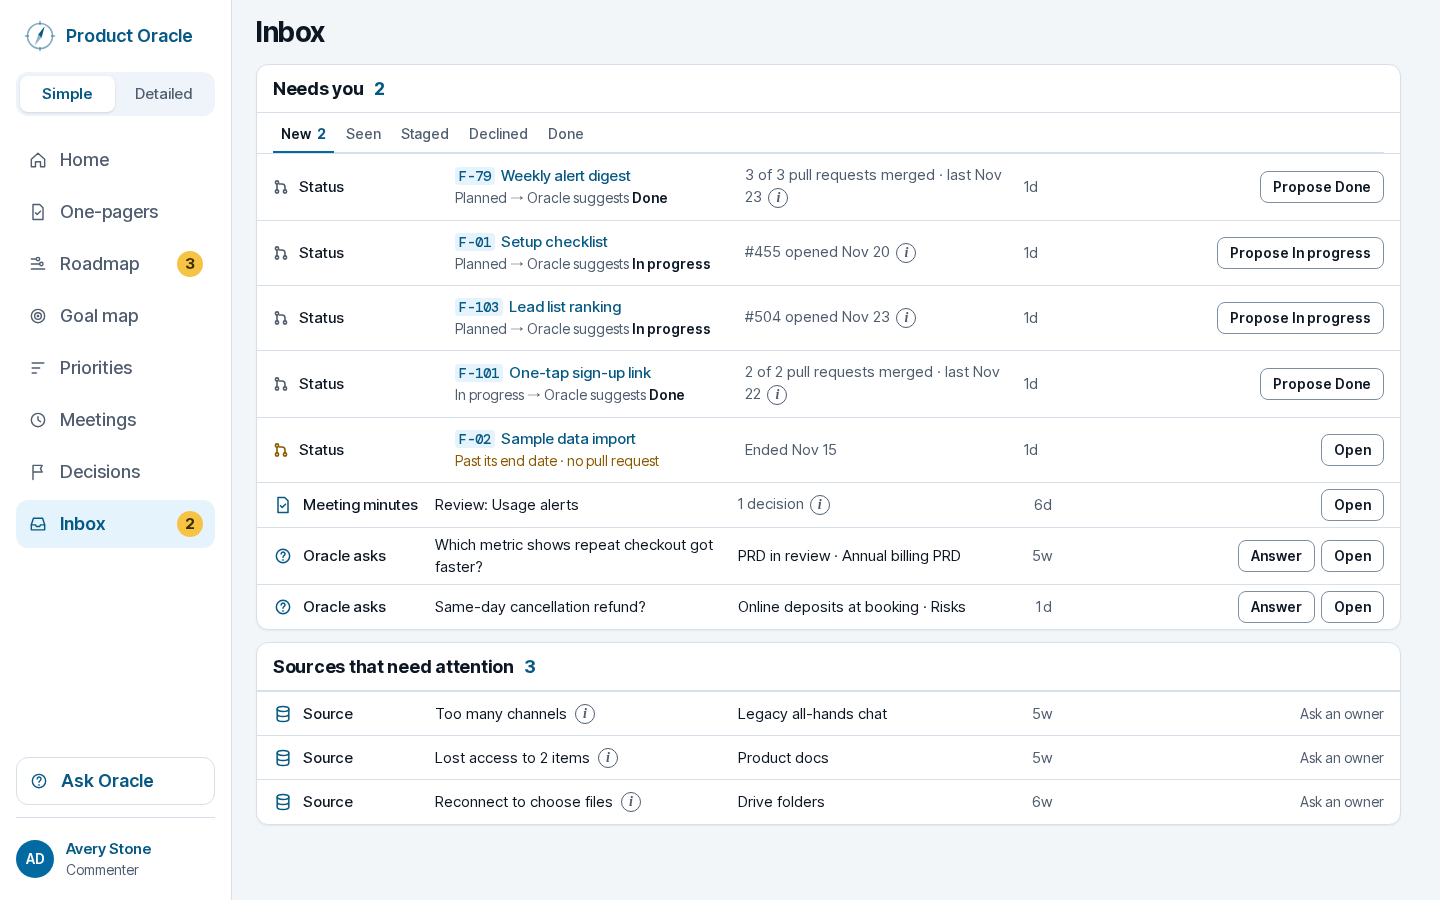 Product Oracle
Simple
Detailed
Home
One-pagers
Roadmap 3
Goal map
Priorities
Meetings
Decisions
Inbox 2
Ask Oracle
AD
Avery Stone
Commenter
Inbox
Needs you 2
New 2
Seen
Staged
Declined
Done
Status
F-79 Weekly alert digest
Planned → Oracle suggests Done
3 of 3 pull requests merged · last Nov
23 i
1d
Propose Done
Status
F-01 Setup checklist
Planned → Oracle suggests In progress
#455 opened Nov 20 i
1d
Propose In progress
Status
F-103 Lead list ranking
Planned → Oracle suggests In progress
#504 opened Nov 23 i
1d
Propose In progress
Status
F-101 One-tap sign-up link
In progress → Oracle suggests Done
2 of 2 pull requests merged · last Nov
22 i
1d
Propose Done
Status
F-02 Sample data import
Past its end date · no pull request
Ended Nov 15
1d
Open
Meeting minutes
Review: Usage alerts
1 decision i
6d
Open
Oracle asks
Which metric shows repeat checkout got
faster?
PRD in review · Annual billing PRD
5w
Answer
Open
Oracle asks
Same-day cancellation refund?
Online deposits at booking · Risks
1d
Answer
Open
Sources that need attention 3
Source
Too many channels i
Legacy all-hands chat
5w
Ask an owner
Source
Lost access to 2 items i
Product docs
5w
Ask an owner
Source
Reconnect to choose files i
Drive folders
6w
Ask an owner